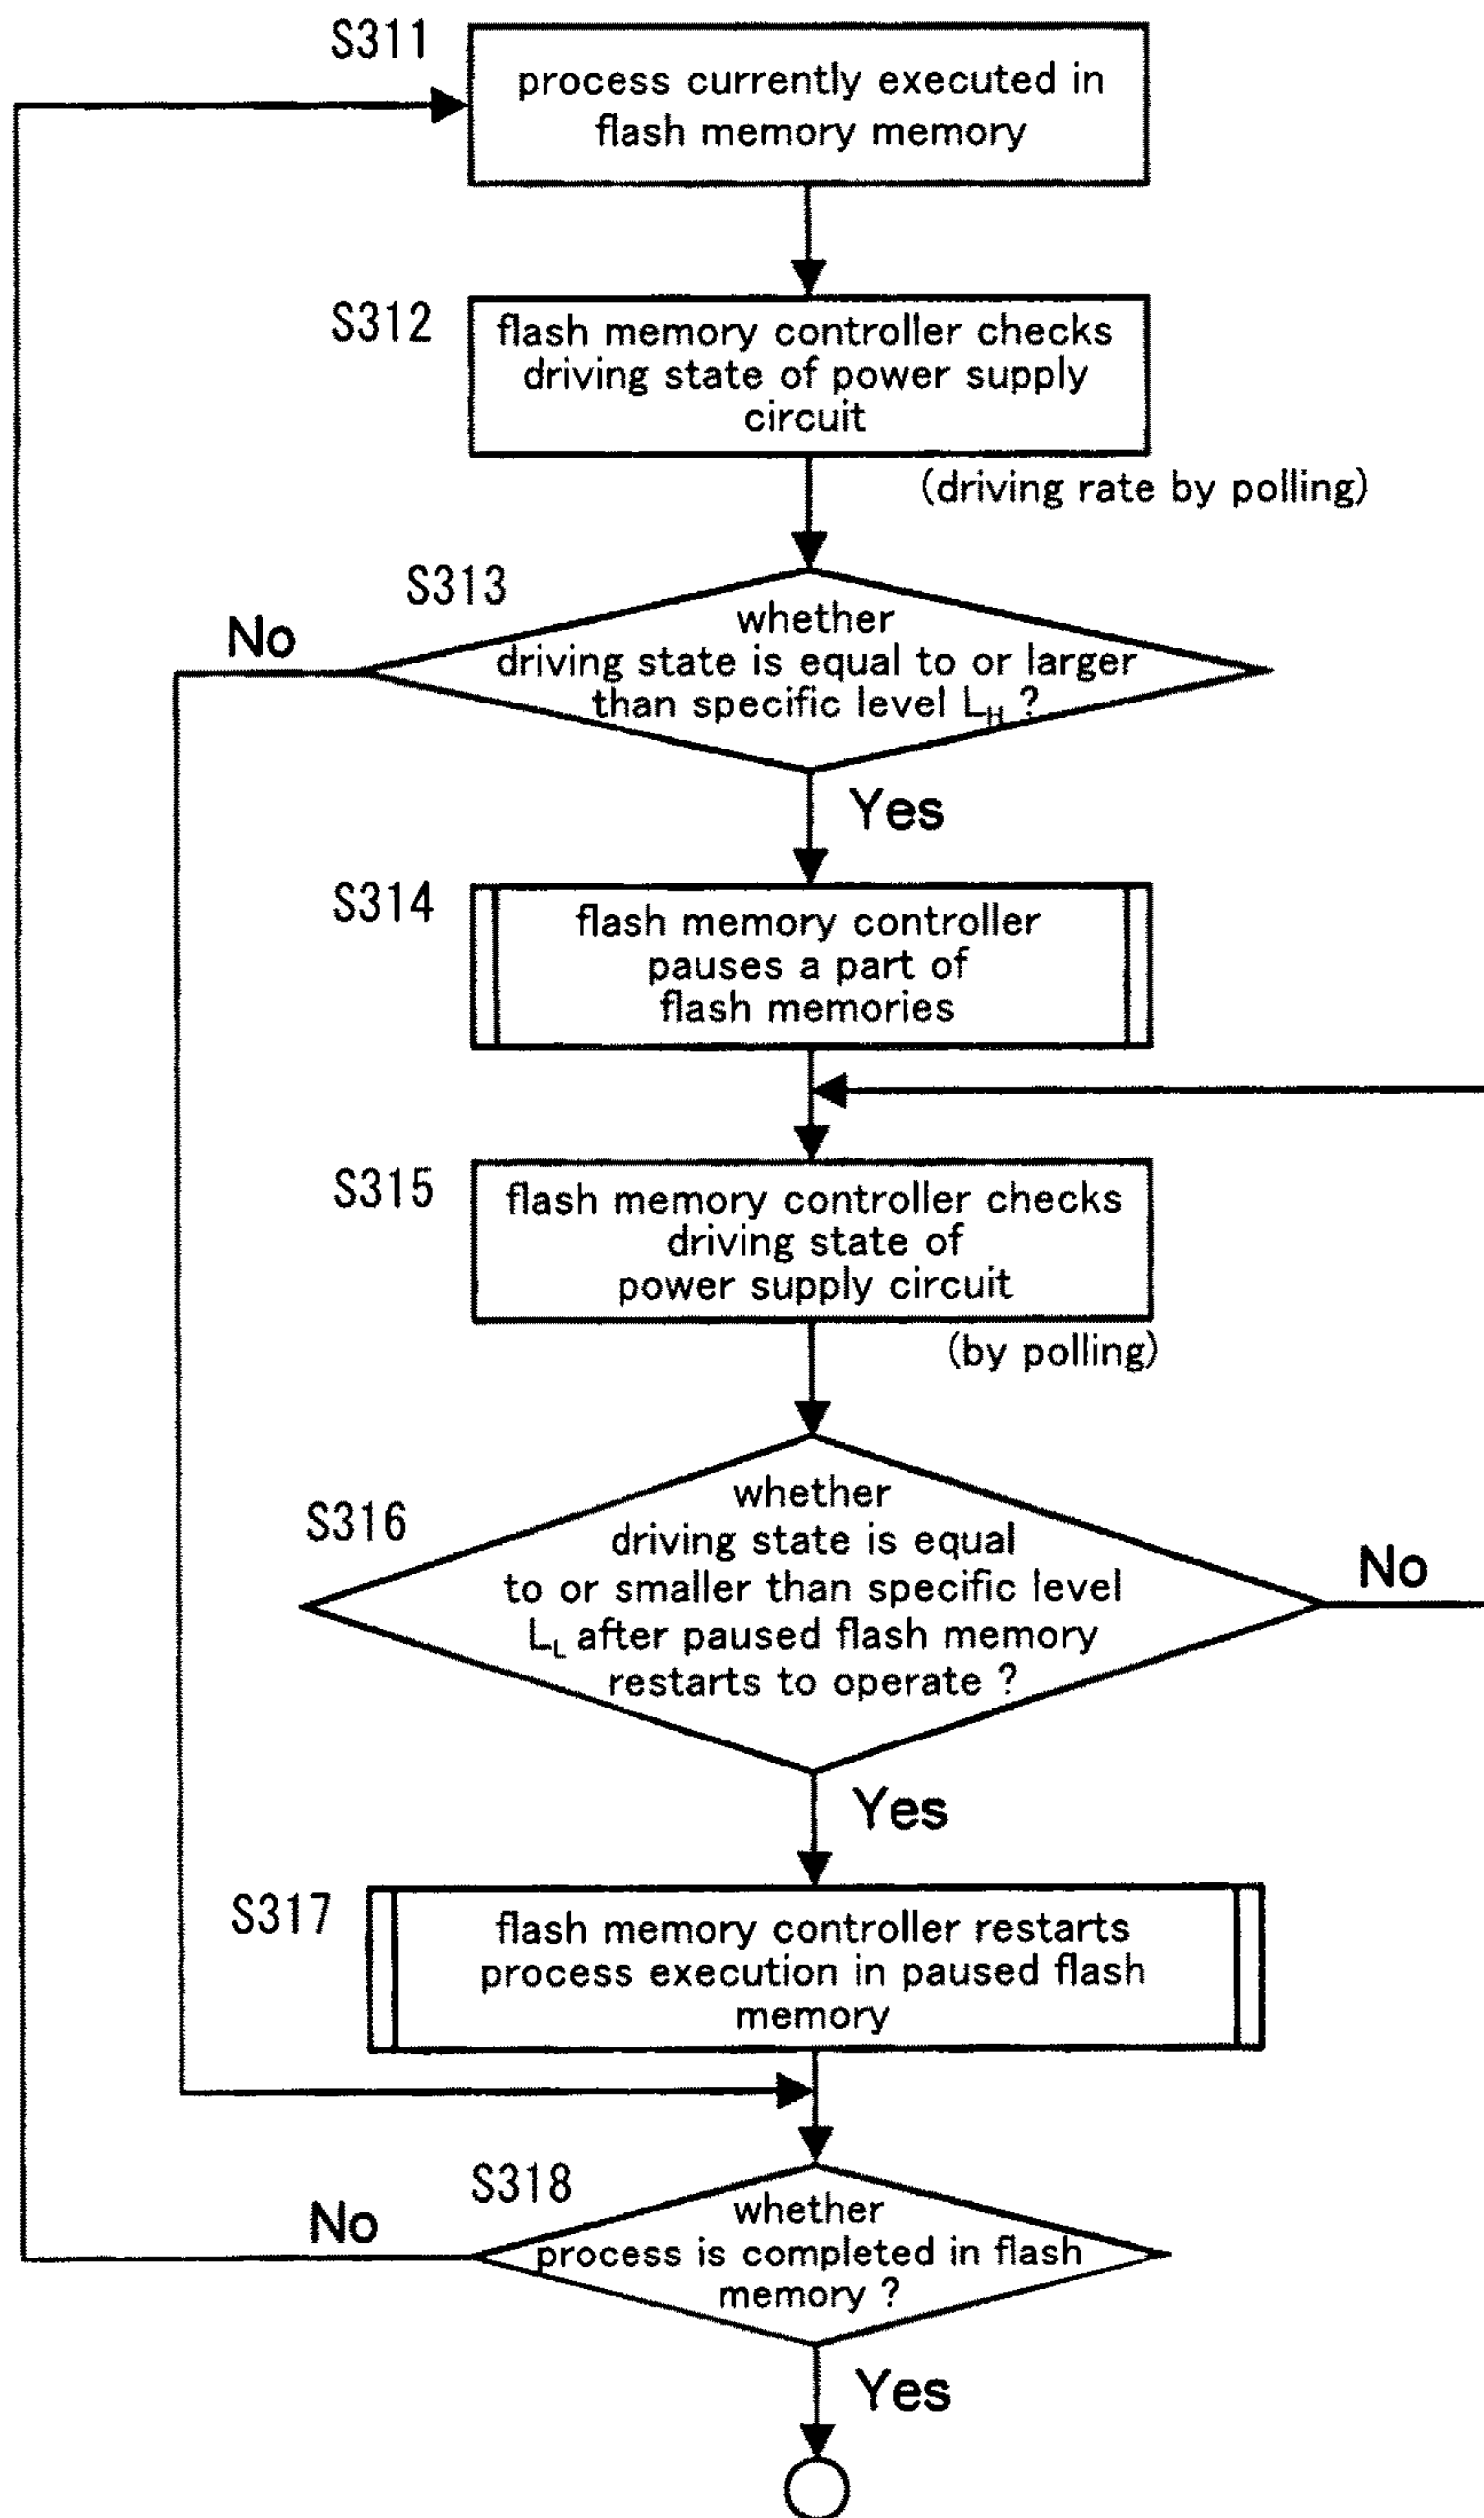 S311
process currently executed in
flash memory memory
S312
flash memory controller checks
driving state of power supply
circuit
(driving rate by polling)
S313
No
whether
driving state is equal to or larger
than specific level L_H ?
Yes
S314
flash memory controller
pauses a part of
flash memories
S315
flash memory controller checks
driving state of
power supply circuit
(by polling)
S316
whether
driving state is equal
to or smaller than specific level
L_L after paused flash memory
restarts to operate ?
No
Yes
S317
flash memory controller restarts
process execution in paused flash
memory
S318
No
whether
process is completed in flash
memory ?
Yes